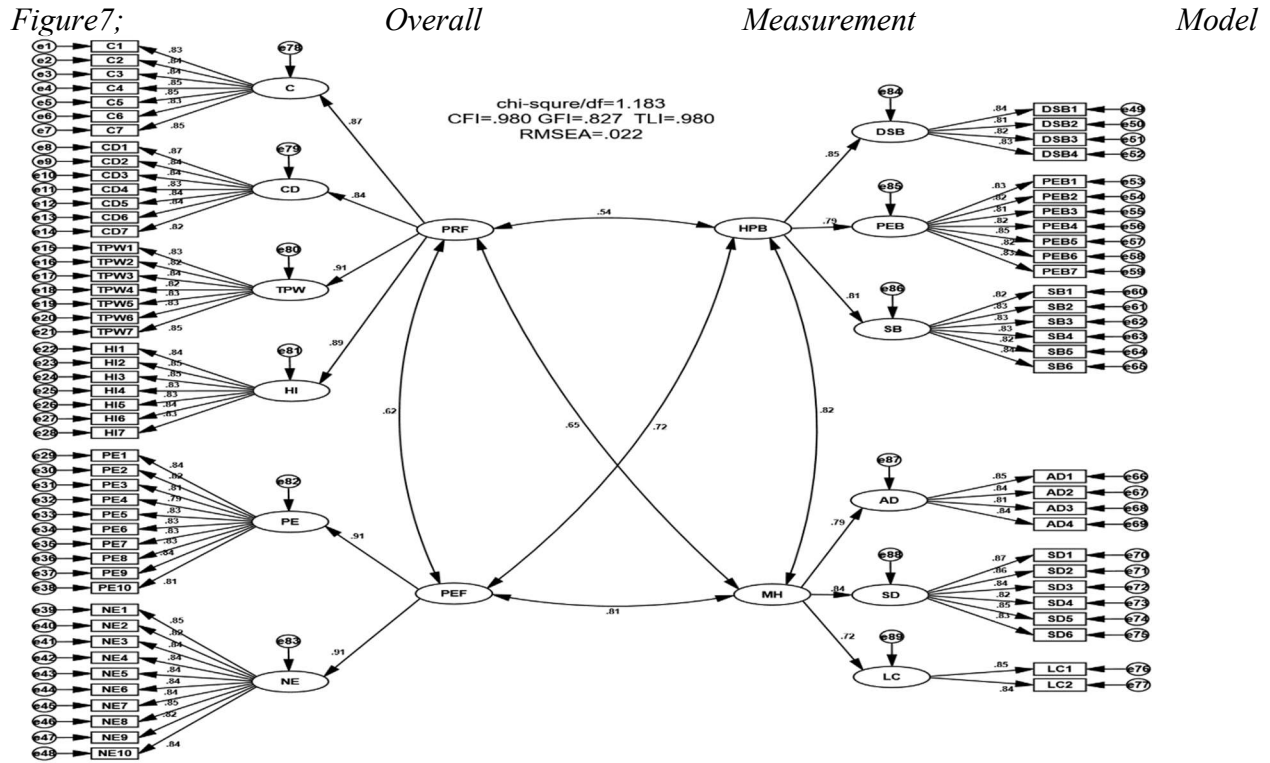 Figure7; Overall Measurement Model
chi-squre/df=1.183
CFI=.980 GFI=.827 TLI=.980
RMSEA=.022
e1 C1 .83
e2 C2 .84
e3 C3 .84
e4 C4 .85
e5 C5 .85
e6 C6 .83
e7 C7 .85
e78
C
.87
e8 CD1 .87
e9 CD2 .84
e10 CD3 .84
e11 CD4 .83
e12 CD5 .84
e13 CD6 .84
e14 CD7 .82
e79
CD
.84
e15 TPW1 .83
e16 TPW2 .82
e17 TPW3 .84
e18 TPW4 .82
e19 TPW5 .83
e20 TPW6 .83
e21 TPW7 .85
e80
TPW
.91
e22 HI1 .84
e23 HI2 .85
e24 HI3 .85
e25 HI4 .83
e26 HI5 .83
e27 HI6 .84
e28 HI7 .83
e81
HI
.89
PRF
e29 PE1 .84
e30 PE2 .82
e31 PE3 .81
e32 PE4 .79
e33 PE5 .83
e34 PE6 .83
e35 PE7 .83
e36 PE8 .84
e37 PE9
e38 PE10 .81
e82
PE
.91
e39 NE1 .85
e40 NE2 .82
e41 NE3 .84
e42 NE4 .84
e43 NE5 .84
e44 NE6 .84
e45 NE7 .84
e46 NE8 .85
e47 NE9 .82
e48 NE10 .84
e83
NE
.91
PEF
.54
.62
.65
.72
.82
.81
HPB
e84
DSB
.85
.84 DSB1 e49
.81 DSB2 e50
.82 DSB3 e51
.83 DSB4 e52
e85
PEB
.79
.83 PEB1 e53
.82 PEB2 e54
.81 PEB3 e55
.82 PEB4 e56
.85 PEB5 e57
.82 PEB6 e58
.83 PEB7 e59
e86
SB
.81
.82 SB1 e60
.83 SB2 e61
.83 SB3 e62
.83 SB4 e63
.82 SB5 e64
.84 SB6 e65
MH
e87
AD
.79
.85 AD1 e66
.84 AD2 e67
.81 AD3 e68
.84 AD4 e69
e88
SD
.84
.87 SD1 e70
.86 SD2 e71
.84 SD3 e72
.82 SD4 e73
.85 SD5 e74
.83 SD6 e75
e89
LC
.72
.85 LC1 e76
.84 LC2 e77